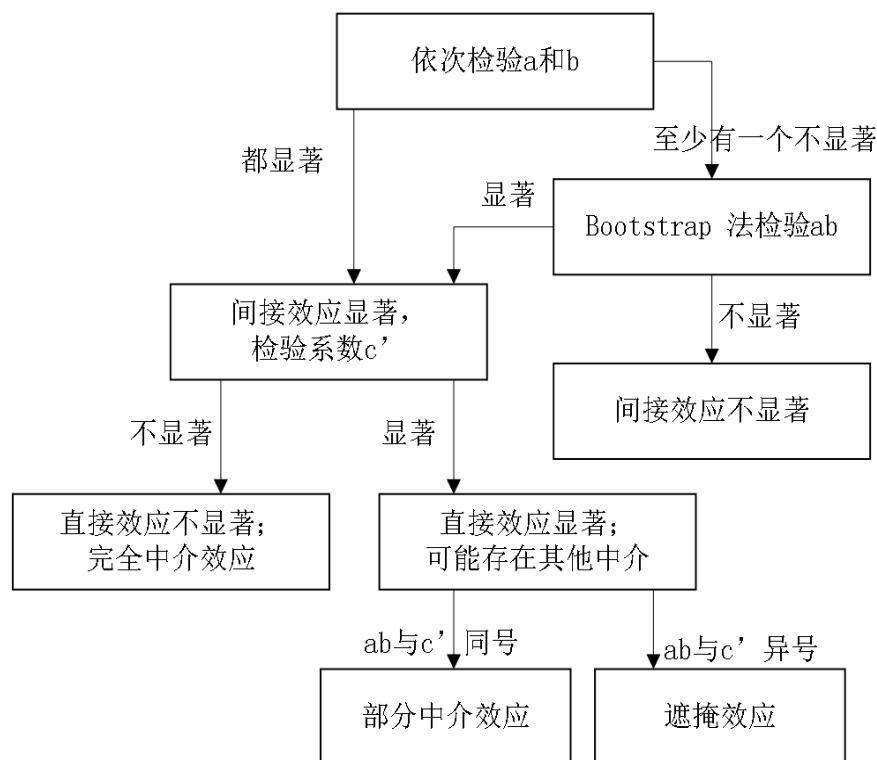 依次检验a和b
都显著
至少有一个不显著
显著
Bootstrap 法检验ab
间接效应显著，
检验系数c’
不显著
间接效应不显著
不显著
显著
直接效应不显著；
完全中介效应
直接效应显著；
可能存在其他中介
ab与c’同号
ab与c’异号
部分中介效应
遮掩效应